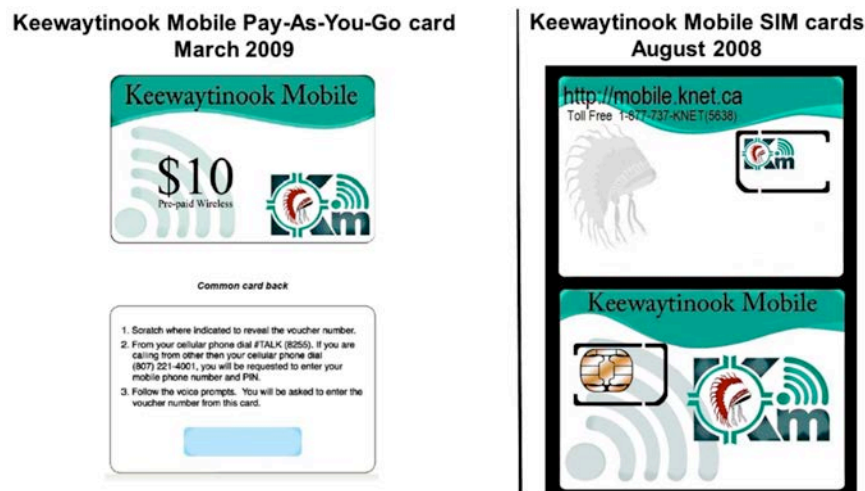 Keewaytinook Mobile Pay-As-You-Go card
March 2009
Keewaytinook Mobile
$10
Pre-paid Wireless
Km
Common card back
1. Scratch where indicated to reveal the voucher number.
2. From your cellular phone dial #TALK (8255). If you are
calling from other then your cellular phone dial
(807) 221-4001, you will be requested to enter your
mobile phone number and PIN.
3. Follow the voice prompts. You will be asked to enter the
voucher number from this card.
Keewaytinook Mobile SIM cards
August 2008
http://mobile.knet.ca
Toll Free 1-877-737-KNET(5638)
Km
Keewaytinook Mobile
Km